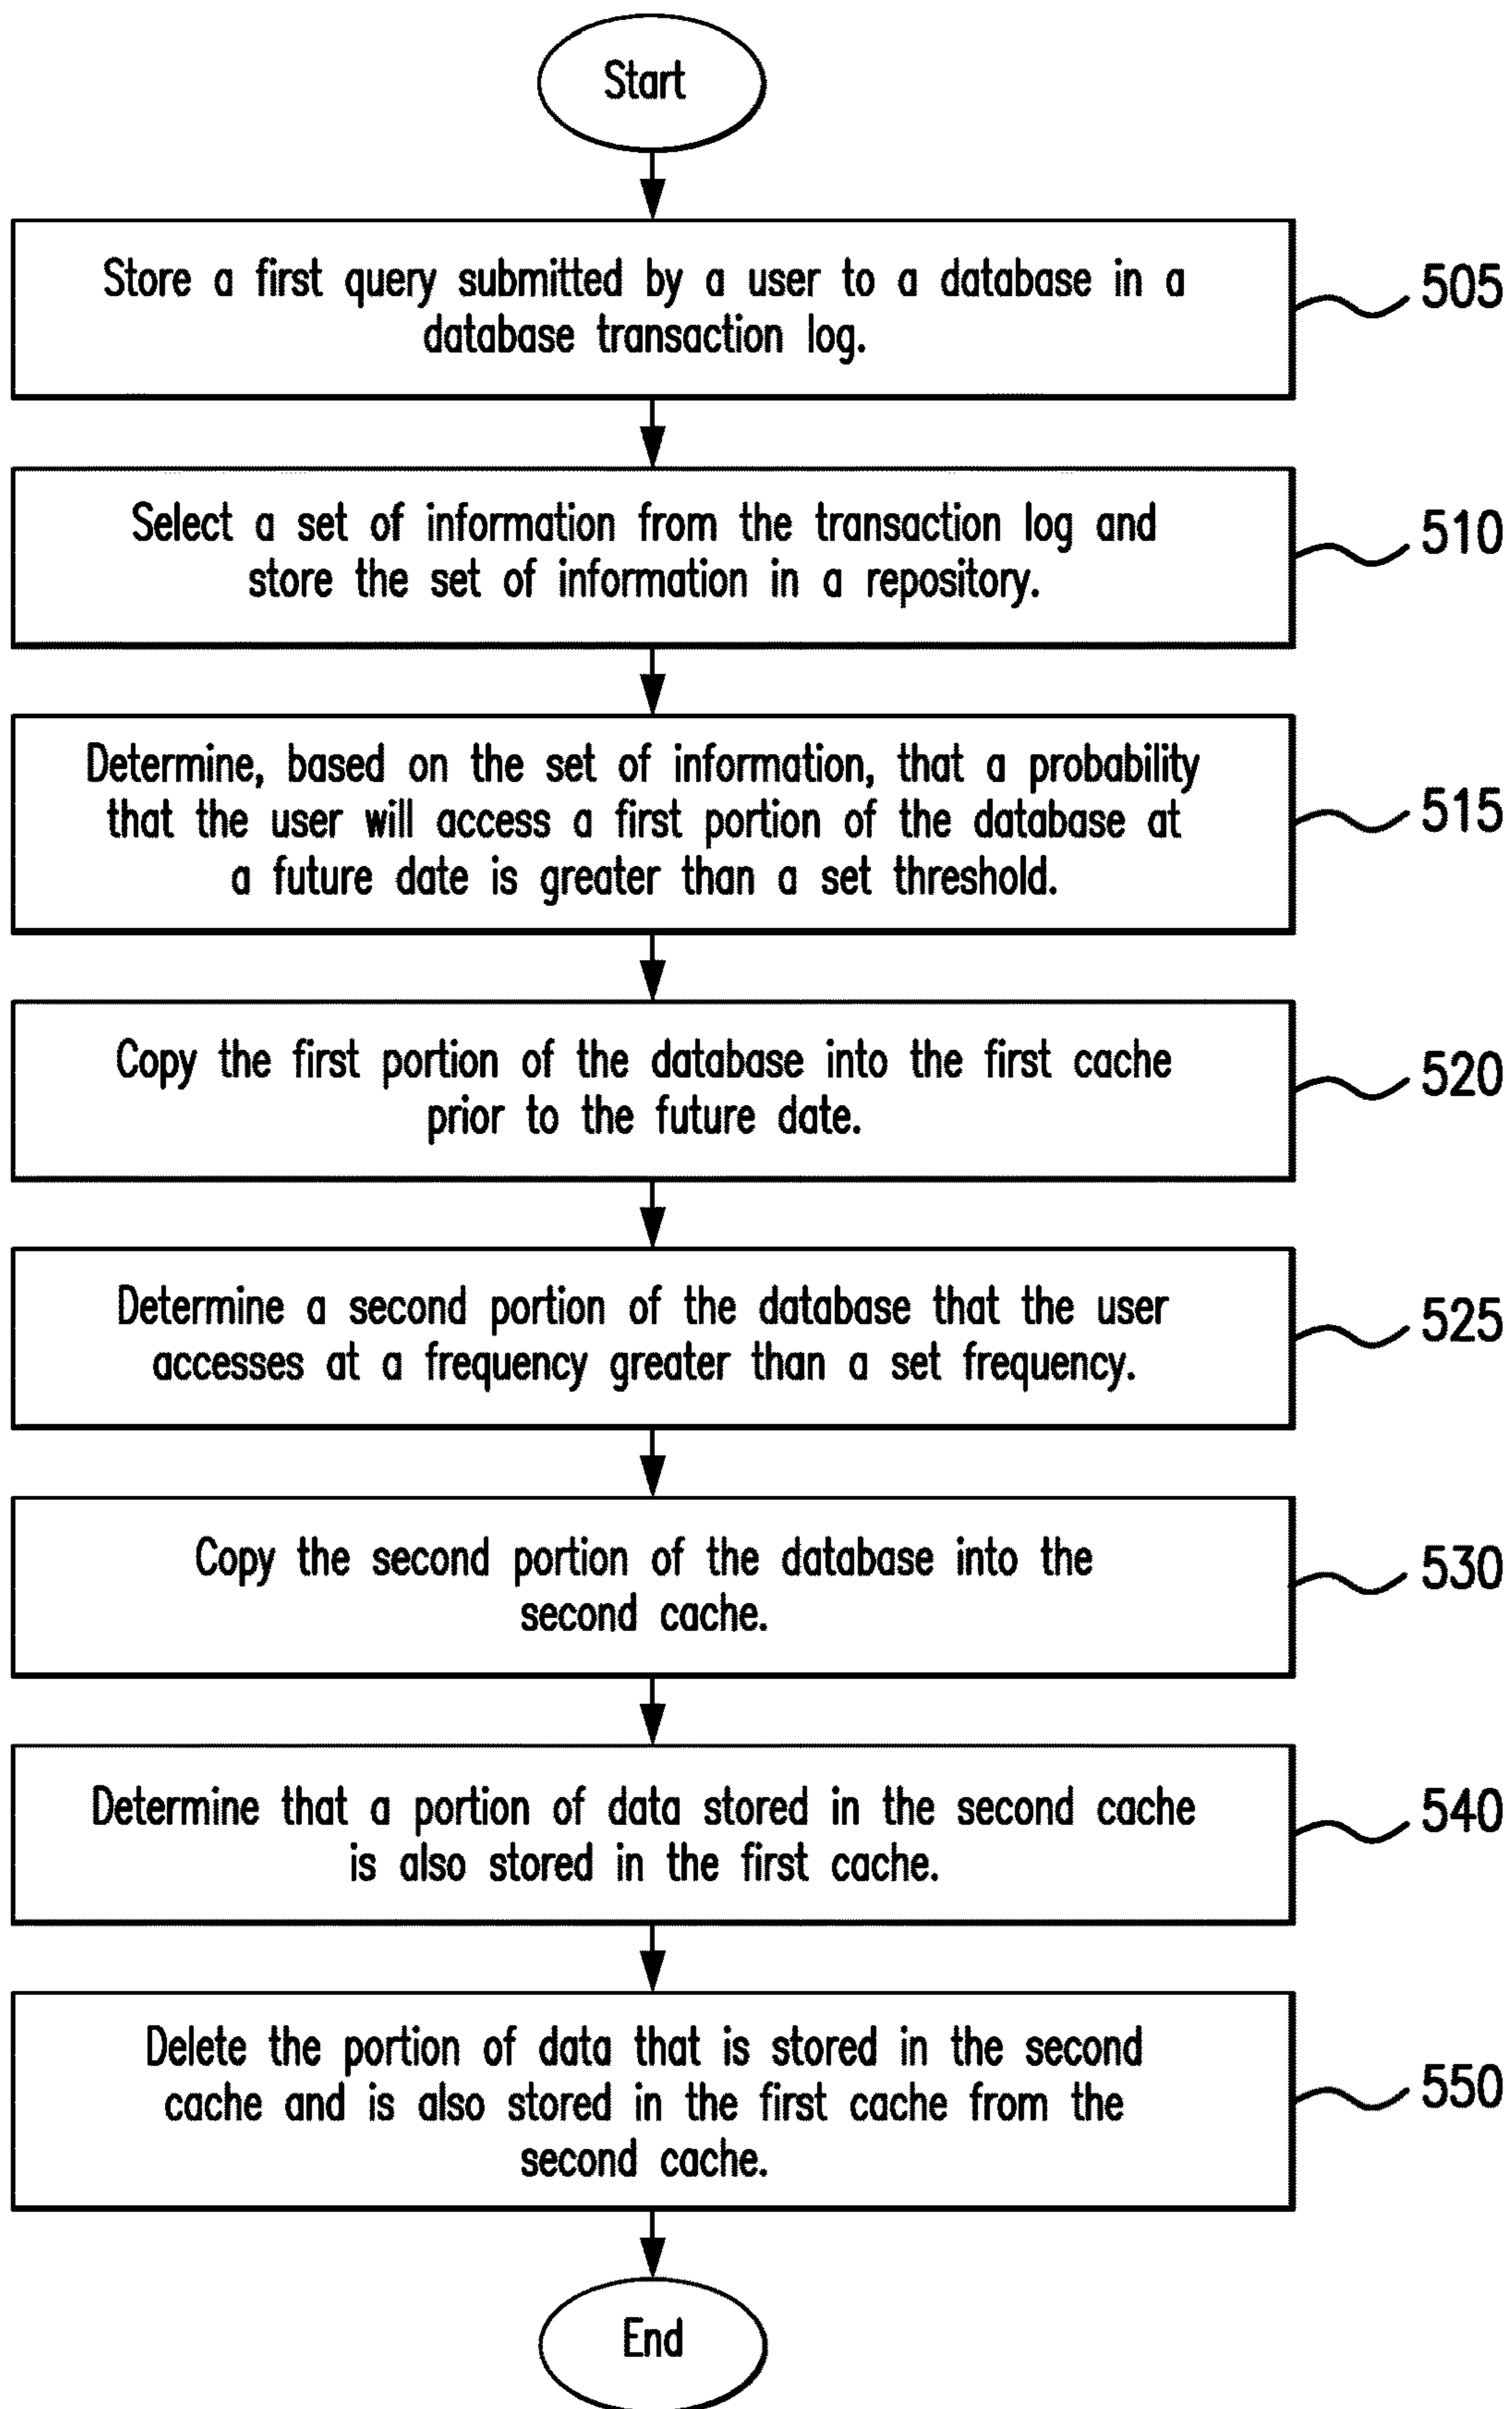 Start
Store a first query submitted by a user to a database in a
database transaction log.
505
Select a set of information from the transaction log and
store the set of information in a repository.
510
Determine, based on the set of information, that a probability
that the user will access a first portion of the database at
a future date is greater than a set threshold.
515
Copy the first portion of the database into the first cache
prior to the future date.
520
Determine a second portion of the database that the user
accesses at a frequency greater than a set frequency.
525
Copy the second portion of the database into the
second cache.
530
Determine that a portion of data stored in the second cache
is also stored in the first cache.
540
Delete the portion of data that is stored in the second
cache and is also stored in the first cache from the
second cache.
550
End